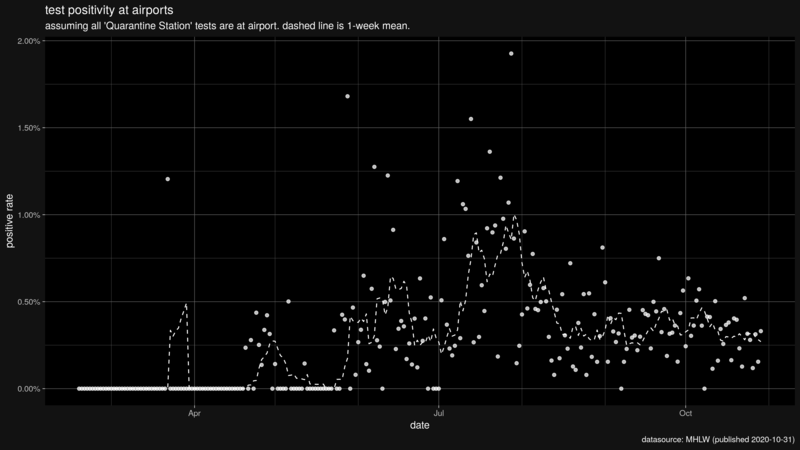 test positivity at airports
assuming all 'Quarantine Station' tests are at airport. dashed line is 1-week mean.
2.00%
1.50%
1.00%
0.50%
0.00%
positive rate
Apr
Jul
Oct
date
datasource: MHLW (published 2020-10-31)